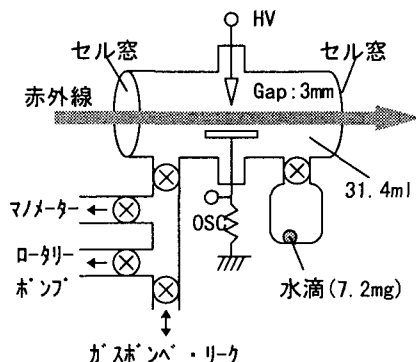 HV
セル窓
セル窓
Gap:3mm
赤外線
31.4ml
マノメーター
OSC
ロータリー
ポンプ
水滴(7.2mg)
ガスボンベ・リーク